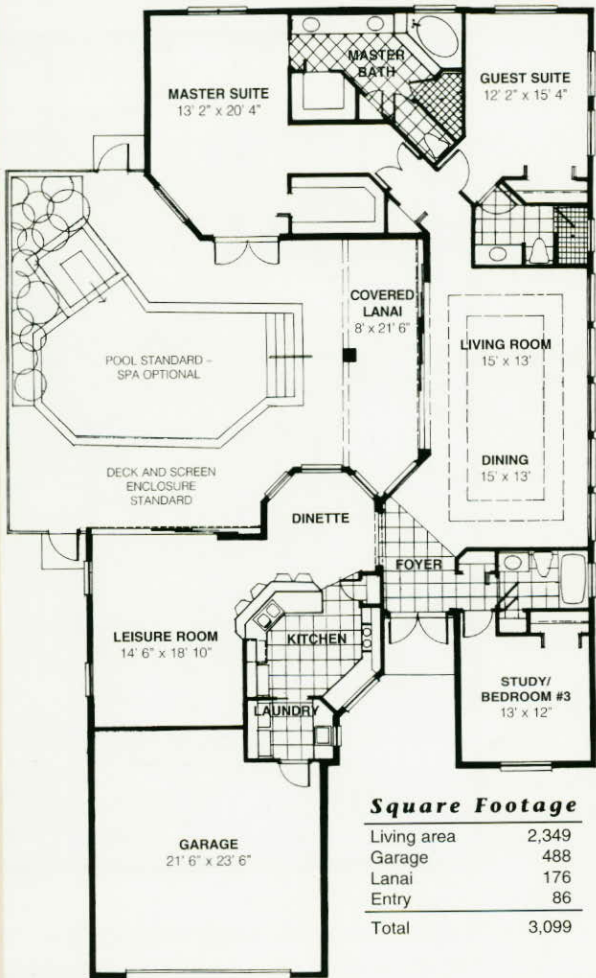 MASTER
BATH
MASTER SUITE
13' 2" x 20' 4"
GUEST SUITE
12' 2" x 15' 4"
COVERED
LANAI
8' x 21' 6"
LIVING ROOM
15' x 13'
POOL STANDARD –
SPA OPTIONAL
DINING
15' x 13'
DECK AND SCREEN
ENCLOSURE
STANDARD
DINETTE
FOYER
LEISURE ROOM
14' 6" x 18' 10"
KITCHEN
STUDY/
BEDROOM #3
13' x 12"
LAUNDRY
GARAGE
21' 6" x 23' 6"
Square Footage
Living area 2,349
Garage 488
Lanai 176
Entry 86
Total 3,099